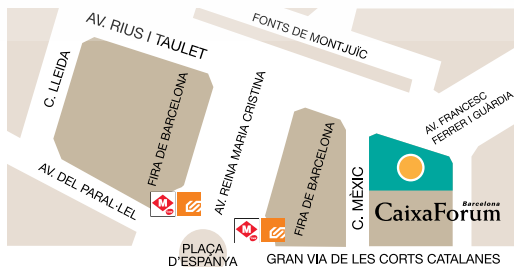 AV. RIUS I TAULET
FONTS DE MONTJUÏC
C. LLEIDA
FIRA DE BARCELONA
AV. REINA MARIA CRISTINA
FIRA DE BARCELONA
C. MÈXIC
AV. FRANCESC
FERRER I GUÀRDIA
AV. DEL PARAL·LEL
M
M
Barcelona
CaixaForum
PLAÇA
D'ESPANYA
GRAN VIA DE LES CORTS CATALANES